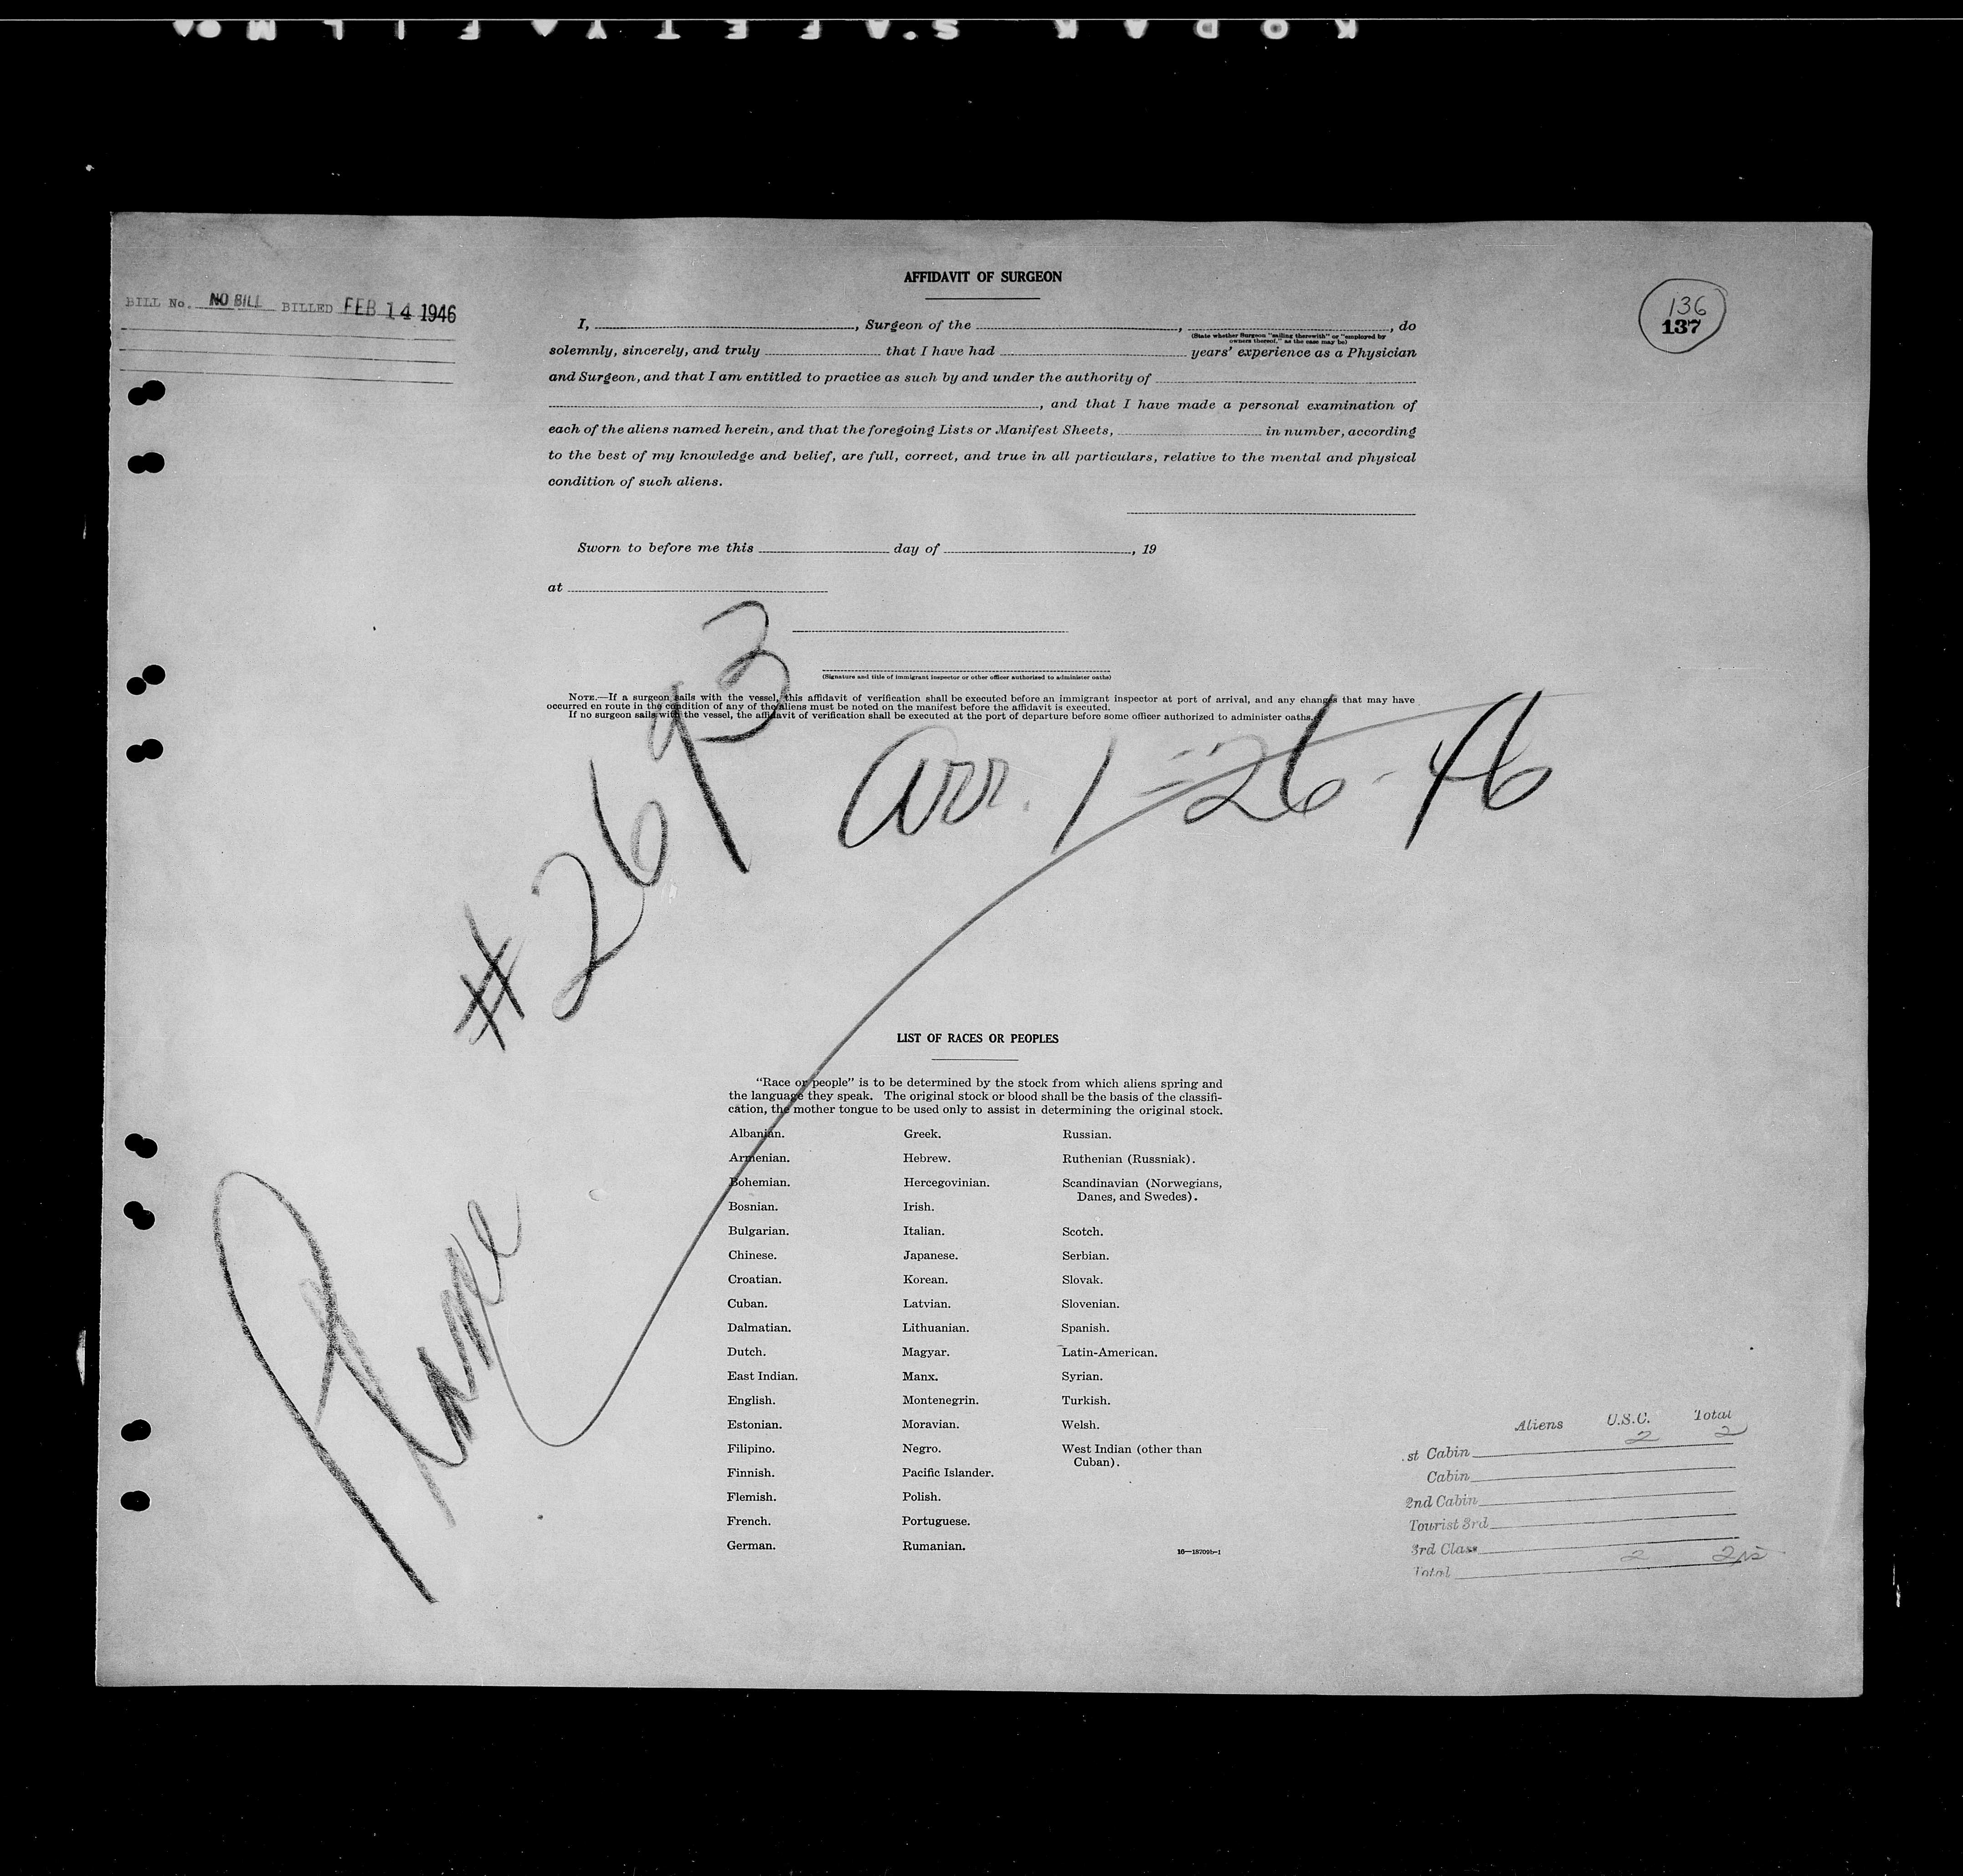 KODAK SAFETY FILM
AFFIDAVIT OF SURGEON
BILL No. NO BILL BILLED FEB 14 1946
136
137
I, , Surgeon of the , , do
(State whether Surgeon "sailing therewith" or "employed by
owners thereof," as the case may be)
solemnly, sincerely, and truly that I have had years' experience as a Physician
and Surgeon, and that I am entitled to practice as such by and under the authority of
, and that I have made a personal examination of
each of the aliens named herein, and that the foregoing Lists or Manifest Sheets, in number, according
to the best of my knowledge and belief, are full, correct, and true in all particulars, relative to the mental and physical
condition of such aliens.
Sworn to before me this day of , 19
at
(Signature and title of immigrant inspector or other officer authorized to administer oaths)
NOTE.—If a surgeon sails with the vessel, this affidavit of verification shall be executed before an immigrant inspector at port of arrival, and any changes that may have
occurred en route in the condition of any of the aliens must be noted on the manifest before the affidavit is executed.
If no surgeon sails with the vessel, the affidavit of verification shall be executed at the port of departure before some officer authorized to administer oaths.
Plane
#2693
arr. 1-26-46
LIST OF RACES OR PEOPLES
"Race or people" is to be determined by the stock from which aliens spring and
the language they speak. The original stock or blood shall be the basis of the classifi-
cation, the mother tongue to be used only to assist in determining the original stock.
Albanian.
Armenian.
Bohemian.
Bosnian.
Bulgarian.
Chinese.
Croatian.
Cuban.
Dalmatian.
Dutch.
East Indian.
English.
Estonian.
Filipino.
Finnish.
Flemish.
French.
German.
Greek.
Hebrew.
Hercegovinian.
Irish.
Italian.
Japanese.
Korean.
Latvian.
Lithuanian.
Magyar.
Manx.
Montenegrin.
Moravian.
Negro.
Pacific Islander.
Polish.
Portuguese.
Rumanian.
Russian.
Ruthenian (Russniak).
Scandinavian (Norwegians,
Danes, and Swedes).
Scotch.
Serbian.
Slovak.
Slovenian.
Spanish.
Latin-American.
Syrian.
Turkish.
Welsh.
West Indian (other than
Cuban).
16—18709b-1
Aliens U.S.C. Total
st Cabin 2 2
Cabin
2nd Cabin
Tourist 3rd
3rd Class
Total 2 2